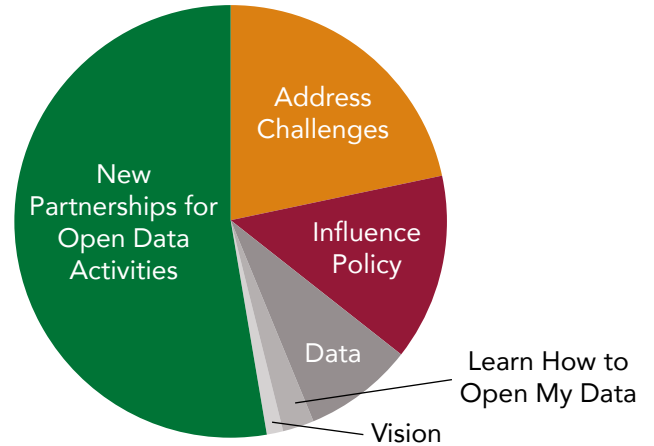 Address
Challenges
New
Partnerships for
Open Data
Activities
Influence
Policy
Data
Learn How to
Open My Data
Vision